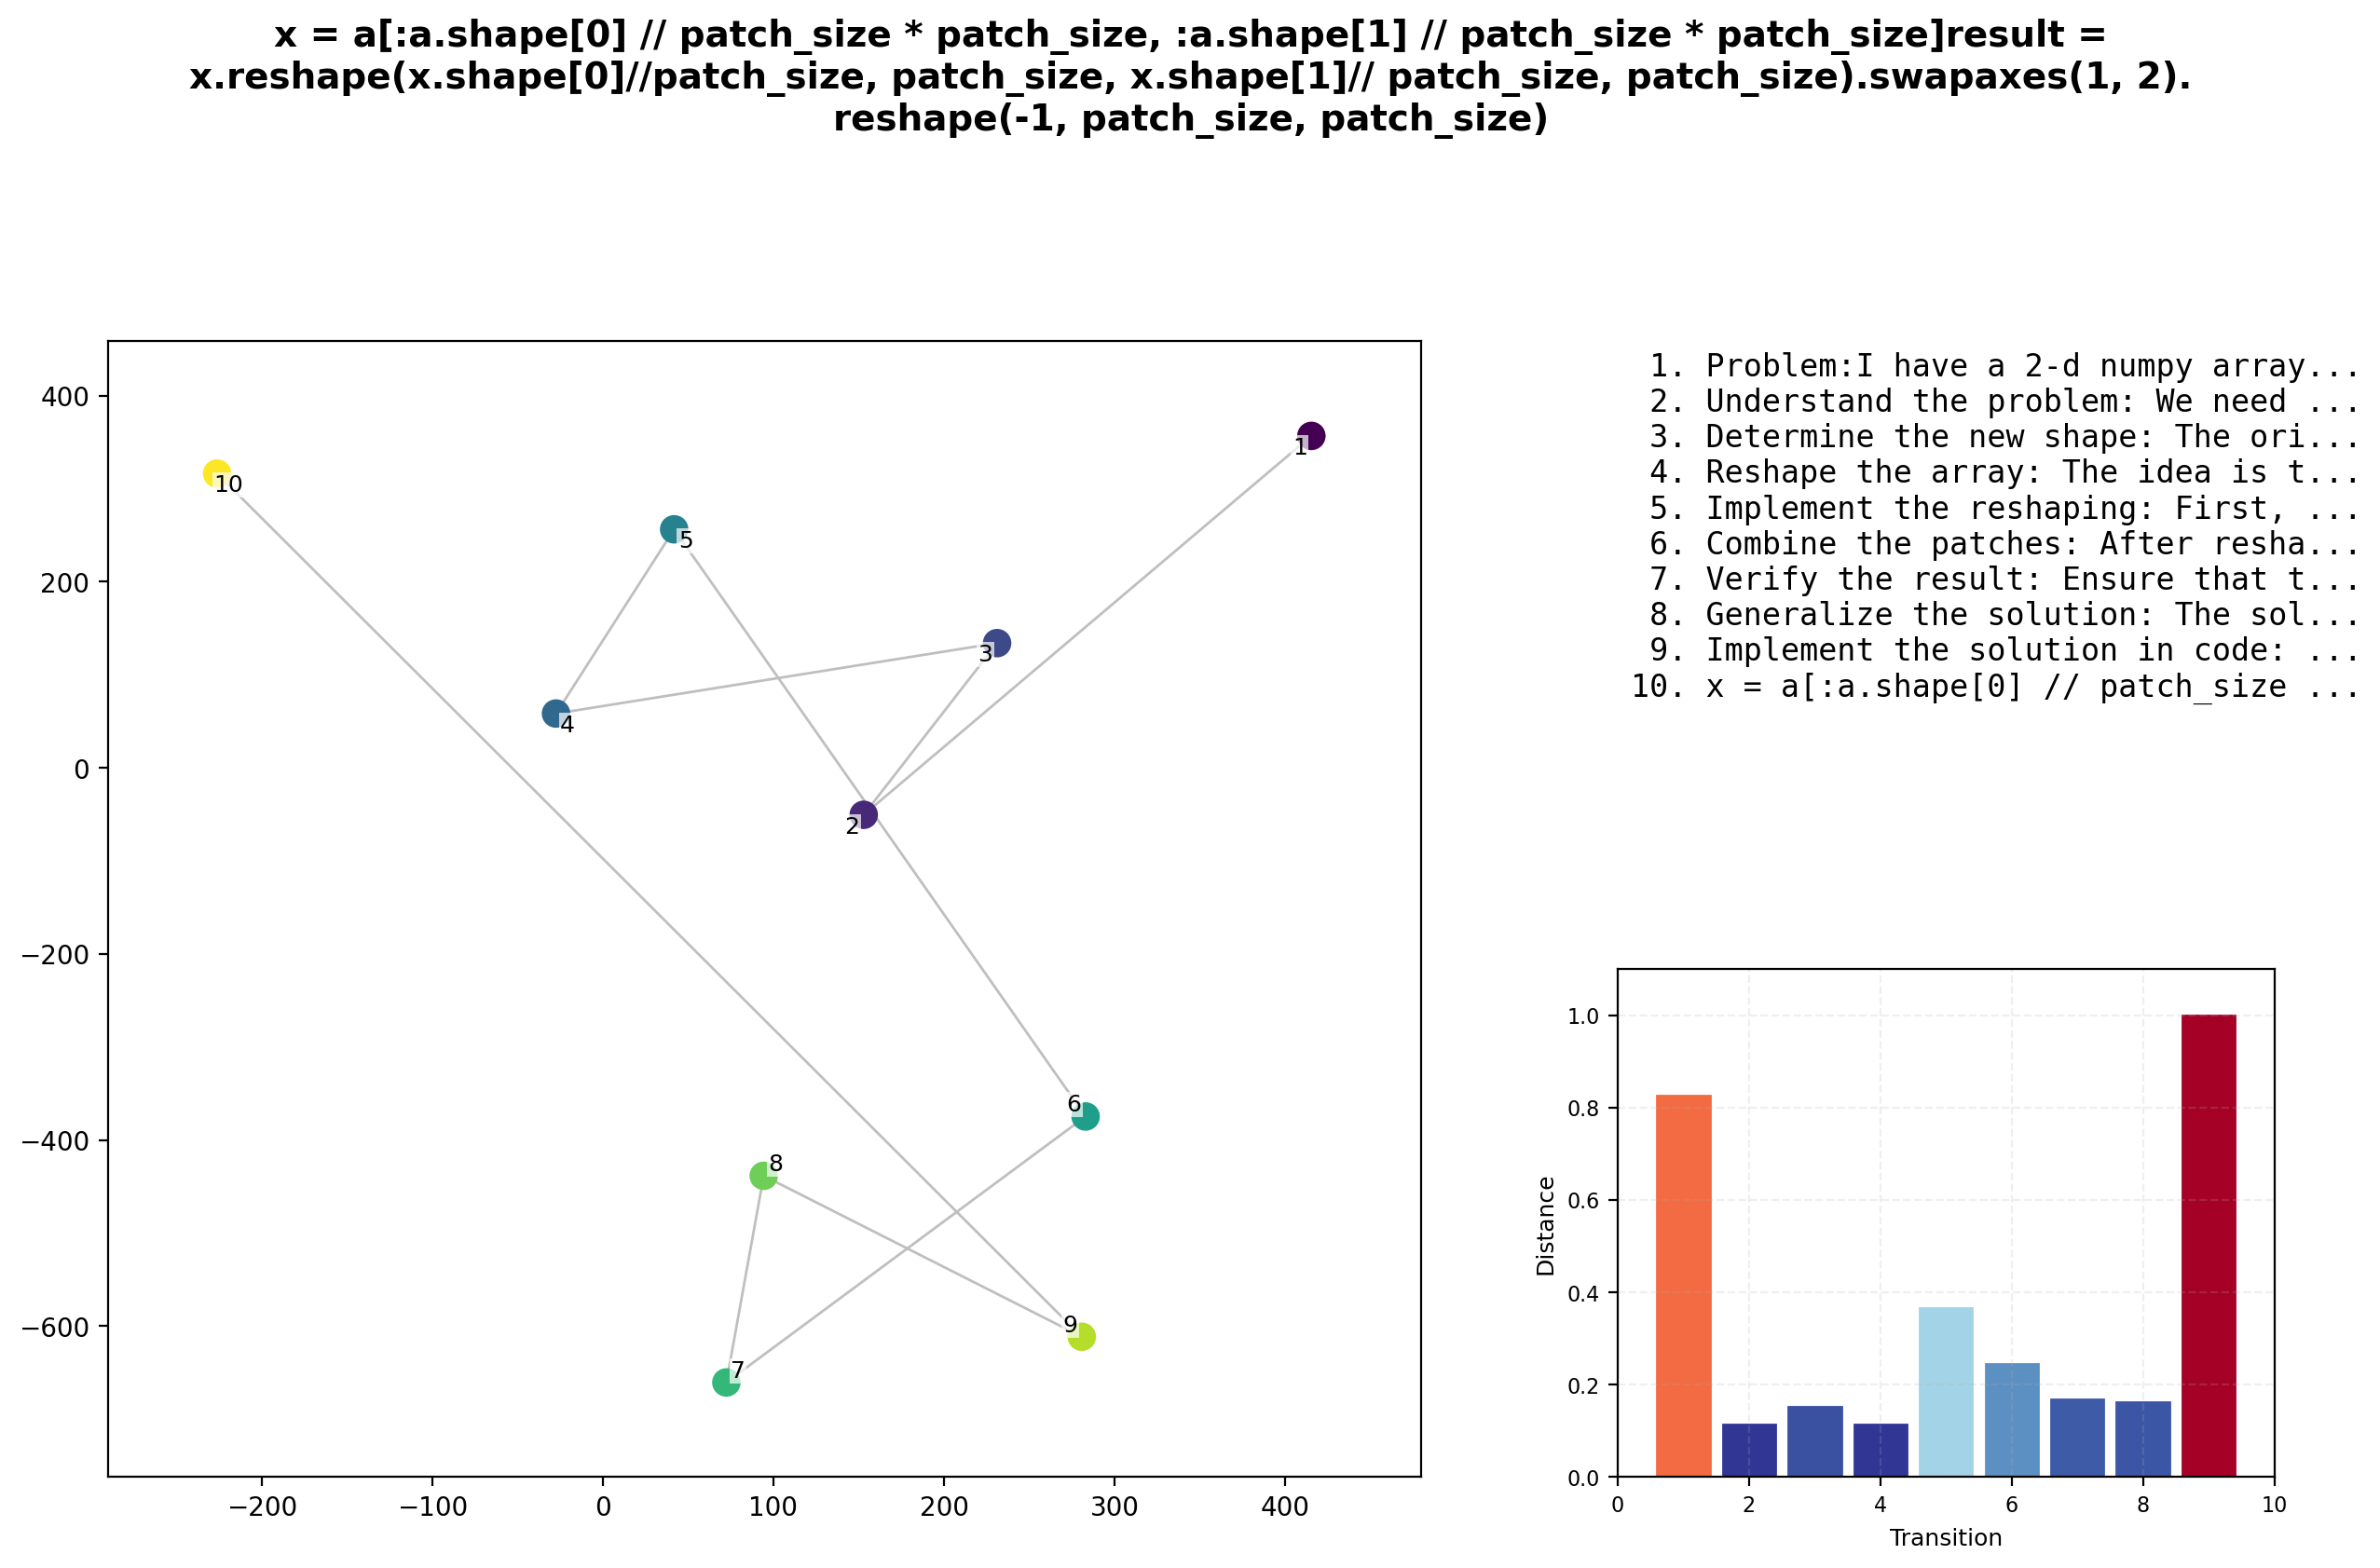 x = a[:a.shape[0] // patch_size * patch_size, :a.shape[1] // patch_size * patch_size]result =
x.reshape(x.shape[0]//patch_size, patch_size, x.shape[1]// patch_size, patch_size).swapaxes(1, 2).
reshape(-1, patch_size, patch_size)
400
200
0
−200
−400
−600
−200
−100
0
100
200
300
400
1
10
5
3
4
2
6
8
9
7
1. Problem:I have a 2-d numpy array...
2. Understand the problem: We need ...
3. Determine the new shape: The ori...
4. Reshape the array: The idea is t...
5. Implement the reshaping: First, ...
6. Combine the patches: After resha...
7. Verify the result: Ensure that t...
8. Generalize the solution: The sol...
9. Implement the solution in code: ...
10. x = a[:a.shape[0] // patch_size ...
Distance
1.0
0.8
0.6
0.4
0.2
0.0
0
2
4
6
8
10
Transition